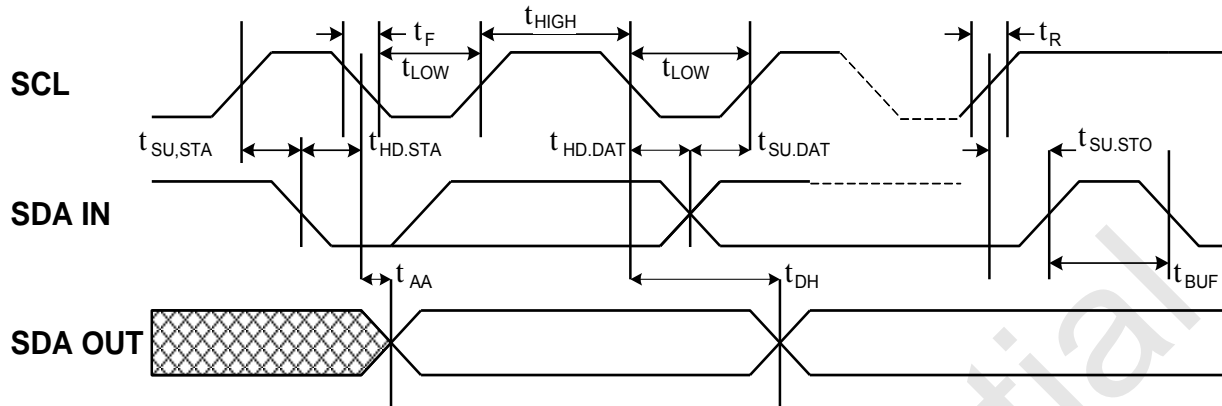 tHIGH
tF tR
SCL tLOW tLOW
tSU,STA tHD.STA tHD.DAT tSU.DAT tSU.STO
SDA IN
tAA tDH tBUF
SDA OUT
tial